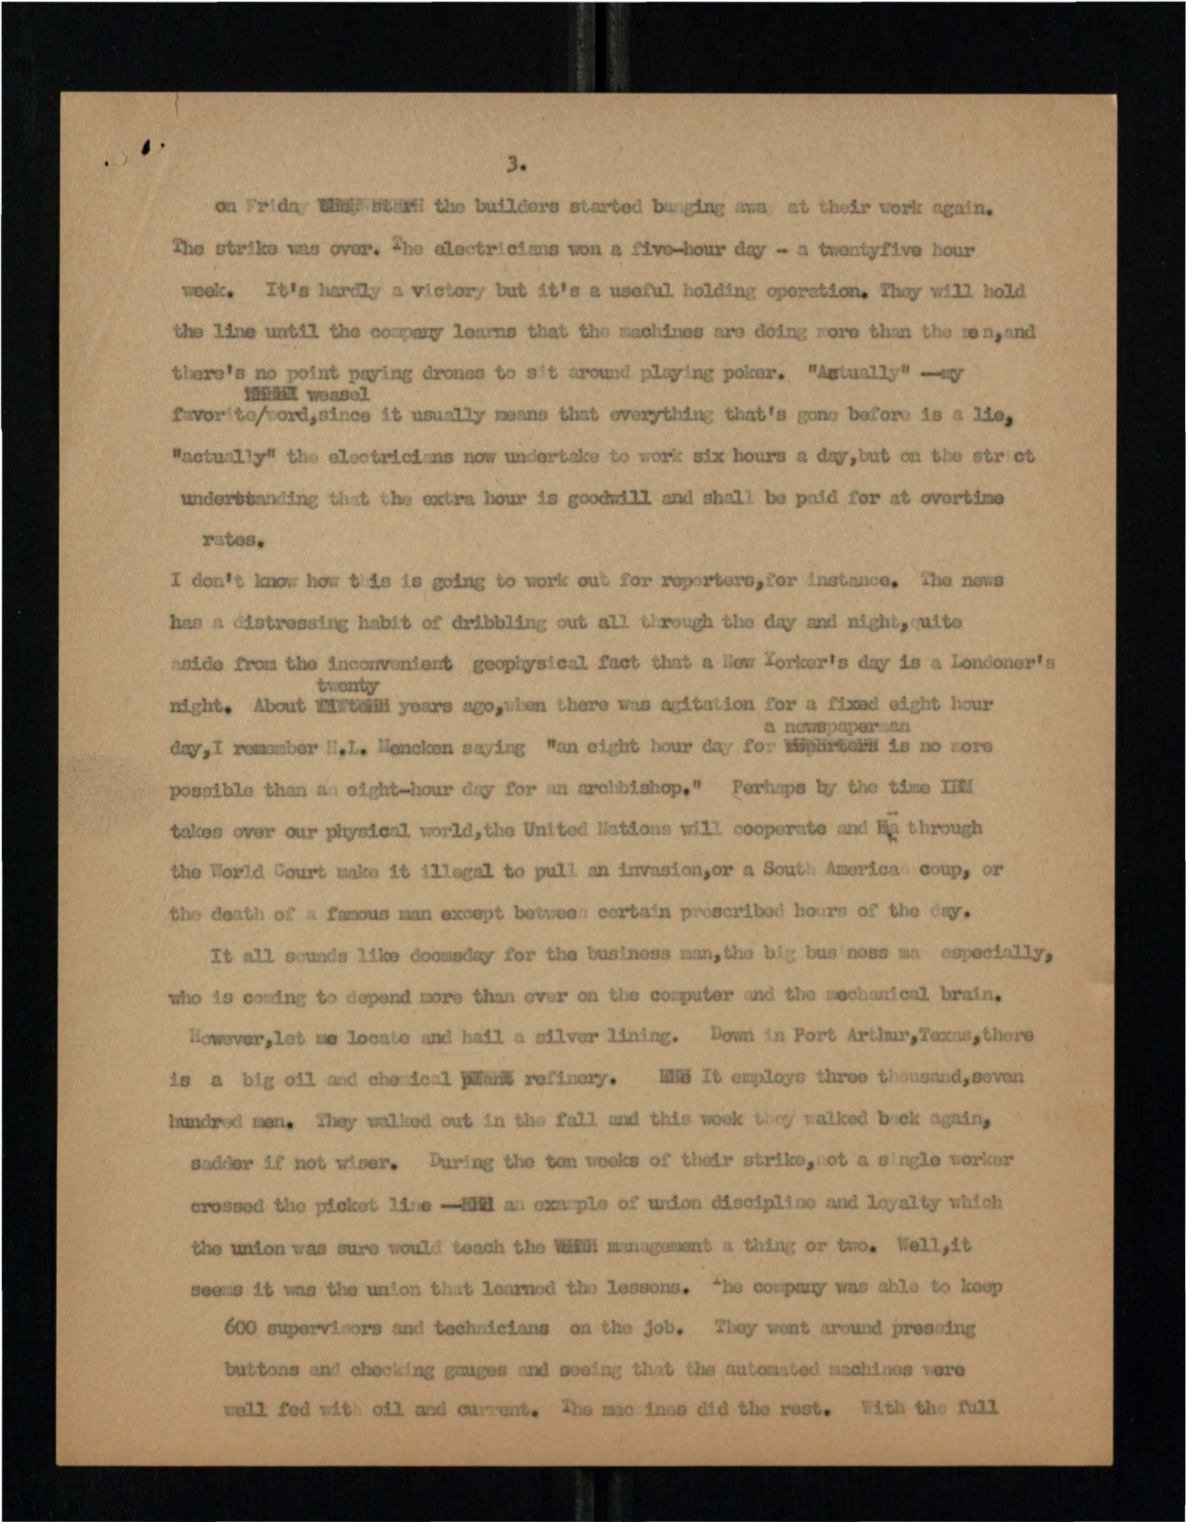 3.
on Friday the builders started banging awa at their work again.
The strike was over. The electricians won a five-hour day - a twentyfive hour
week. It's hardly a victory but it's a useful holding operation. They will hold
the line until the company learns that the machines are doing more than the men,and
there's no point paying drones to sit around playing poker. "Actually" —my
weasel
favorite/word,since it usually means that everything that's gone before is a lie,
"actually" the electricians now undertake to work six hours a day,but on the str ct
understtanding that the extra hour is goodwill and shall be paid for at overtime
rates.
I don't know how this is going to work out for reporters,for instance. The news
has a distressing habit of dribbling out all through the day and night,quite
aside from the inconvenient geophysical fact that a New Yorker's day is a Londoner's
twenty
night. About fifteen years ago,when there was agitation for a fixed eight hour
a newspaperman
day,I remember H.L. Mencken saying "an eight hour day for reporters is no more
possible than an eight-hour day for an archbishop." Perhaps by the time IBM
takes over our physical world,the United Nations will cooperate and through
the World Court make it illegal to pull an invasion,or a South American coup, or
the death of a famous man except between certain prescribed hours of the day.
It all sounds like doomsday for the business man,the big bus ness ma especially,
who is coming to depend more than ever on the computer and the mechanical brain.
However,let me locate and hail a silver lining. Down in Port Arthur,Texas,there
is a big oil and chemical plant refinery. It employs three thousand,seven
hundred men. They walked out in the fall and this week they walked back again,
sadder if not wiser. During the ten weeks of their strike,not a single worker
crossed the picket line — an example of union discipline and loyalty which
the union was sure would teach the management a thing or two. Well,it
seems it was the union that learned the lessons. The company was able to keep
600 supervisors and technicians on the job. They went around pressing
buttons and checking gauges and seeing that the automated machines were
well fed with oil and current. The mac ines did the rest. With the full